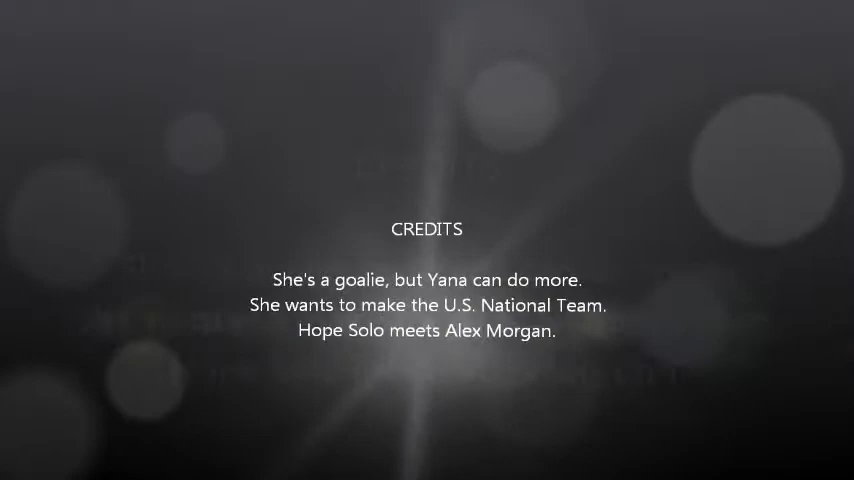 CREDITS
She's a goalie, but Yana can do more.
She wants to make the U.S. National Team.
Hope Solo meets Alex Morgan.